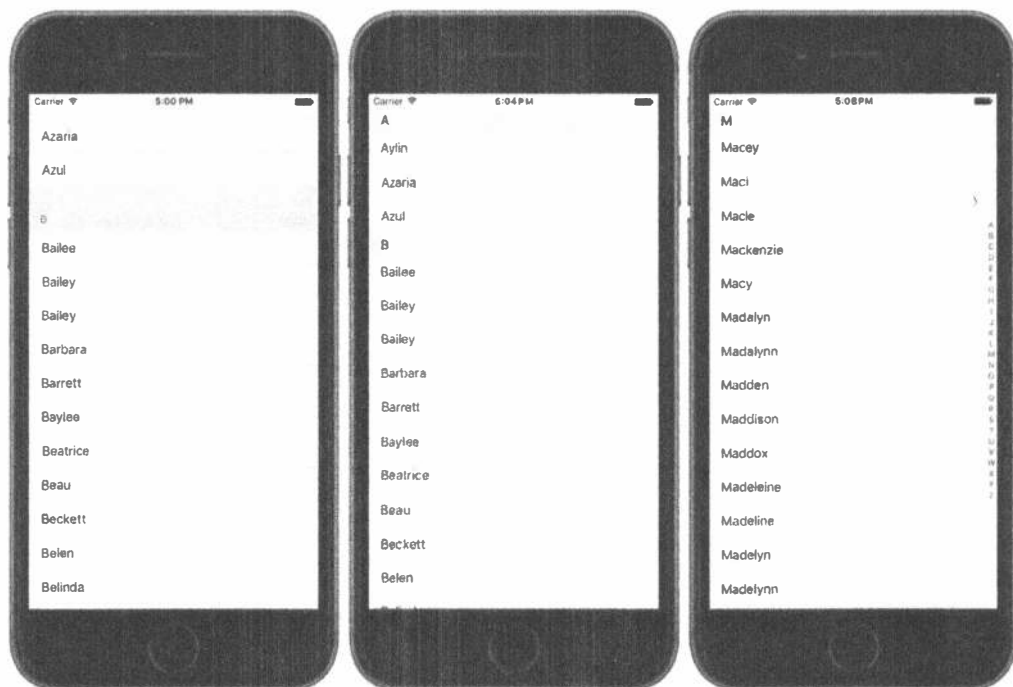 Carrier 5:00 PM
Azaria
Azul
B
Bailee
Bailey
Bailey
Barbara
Barrett
Baylee
Beatrice
Beau
Beckett
Belen
Belinda
Carrier 5:04 PM
A
Aylin
Azaria
Azul
B
Bailee
Bailey
Bailey
Barbara
Barrett
Baylee
Beatrice
Beau
Beckett
Belen
Carrier 5:08 PM
M
Macey
Maci
Macie
Mackenzie
Macy
Madalyn
Madalynn
Madden
Maddison
Maddox
Madeleine
Madeline
Madelyn
Madelynn
A
B
C
D
E
F
G
H
I
J
K
L
M
N
O
P
Q
R
S
T
U
V
W
X
Y
Z